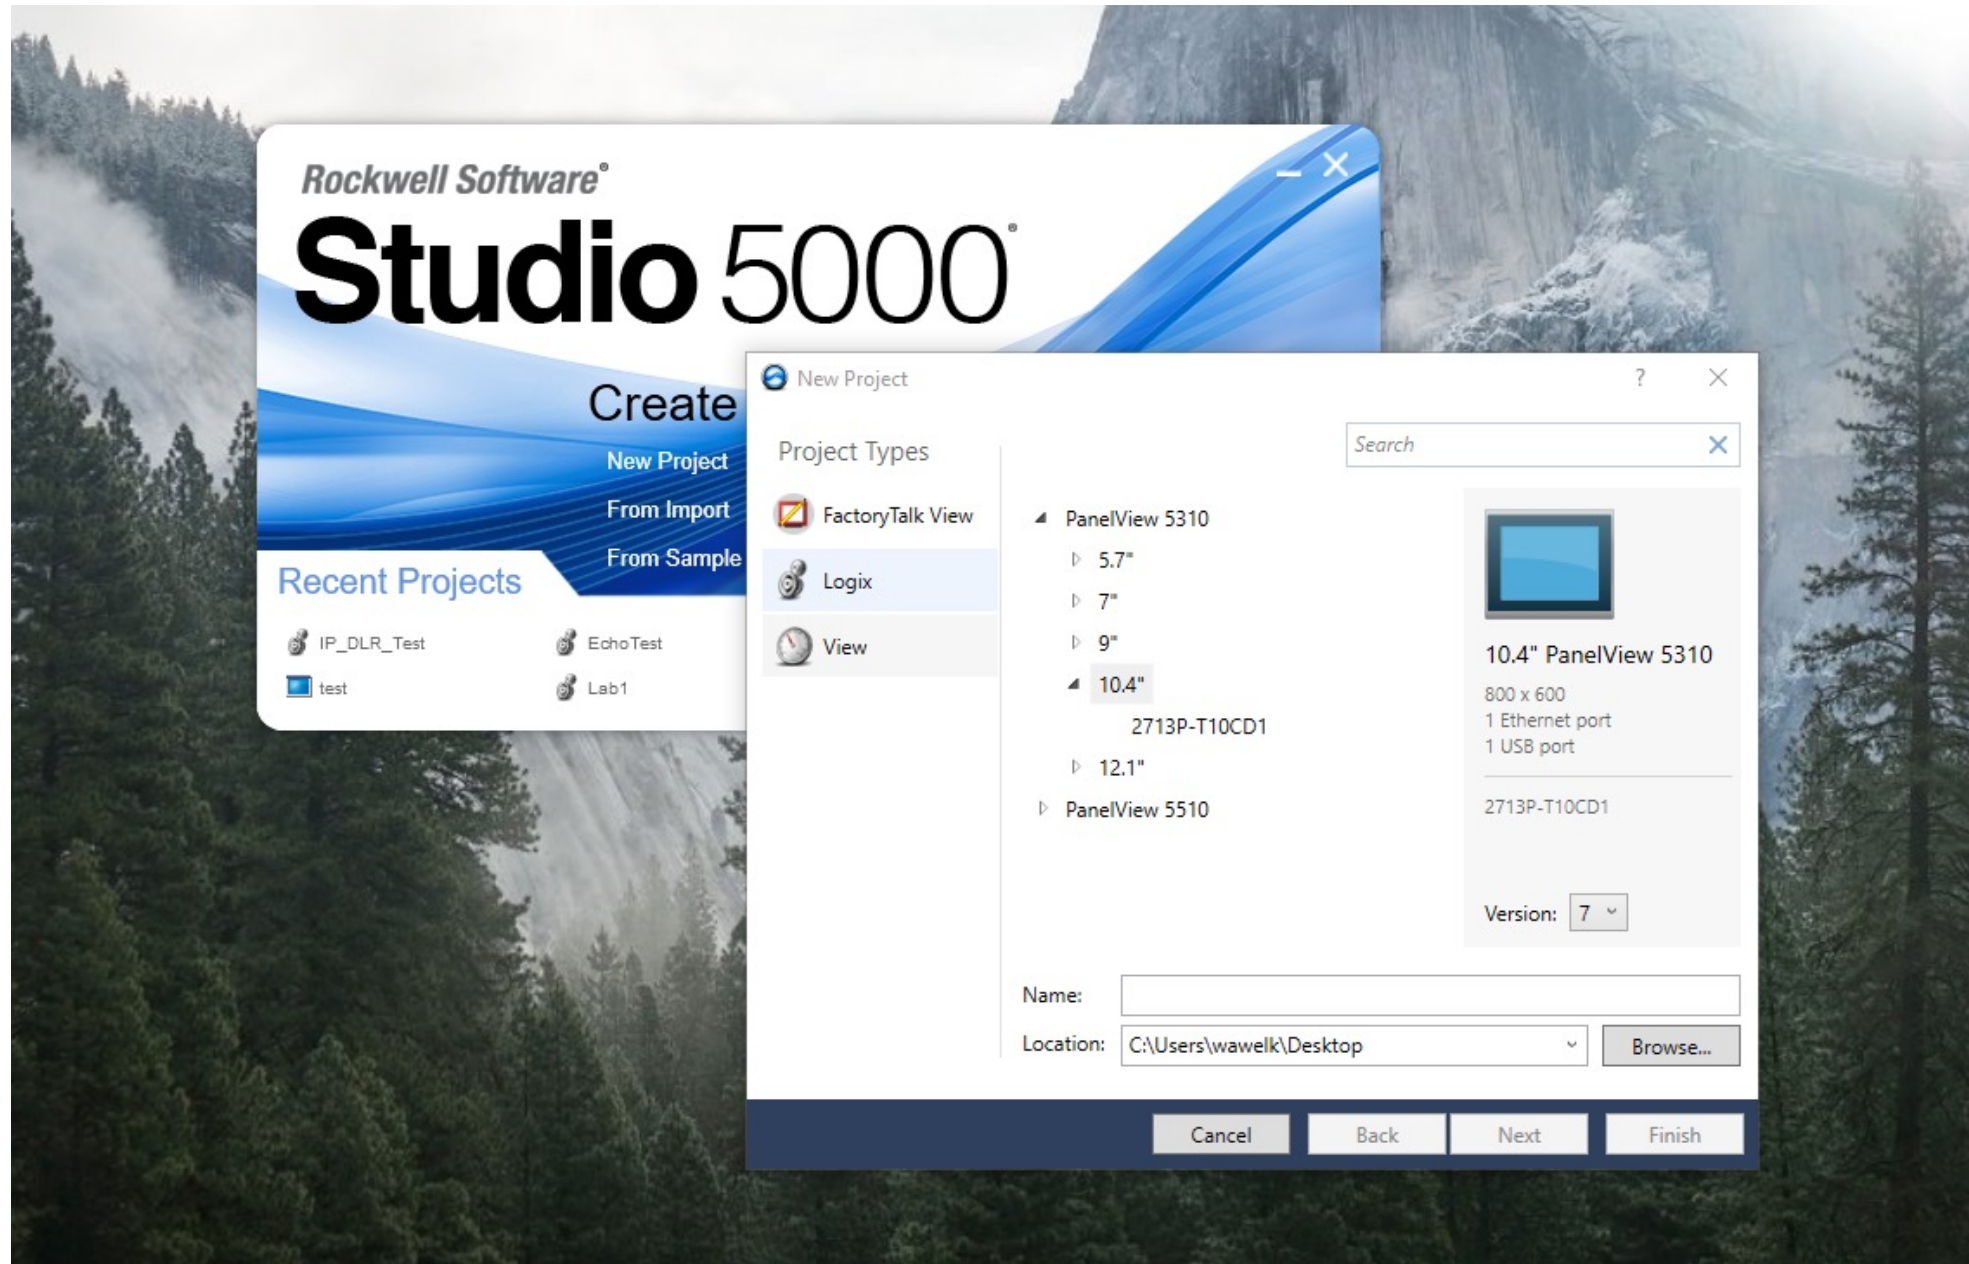 Rockwell Software®
Studio 5000®
Create
New Project
From Import
From Sample
Recent Projects
IP_DLR_Test
EchoTest
test
Lab1
New Project
?
Project Types
Search
FactoryTalk View
Logix
View
PanelView 5310
5.7"
7"
9"
10.4"
2713P-T10CD1
12.1"
PanelView 5510
10.4" PanelView 5310
800 x 600
1 Ethernet port
1 USB port
2713P-T10CD1
Version: 7
Name:
Location: C:\Users\wawelk\Desktop
Browse...
Cancel Back Next Finish